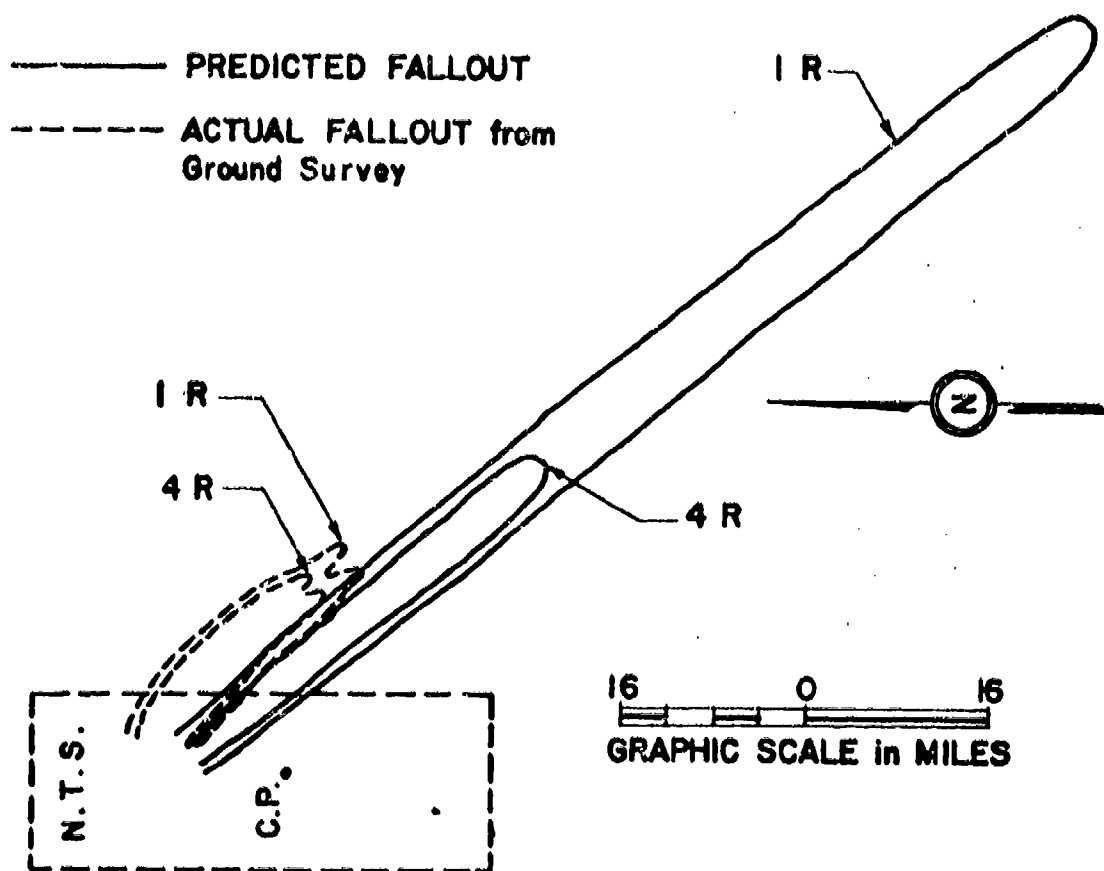 PREDICTED FALLOUT
ACTUAL FALLOUT from
Ground Survey
1 R
1 R
4 R
4 R
N
16 0 16
GRAPHIC SCALE in MILES
N.T.S.
C.P.